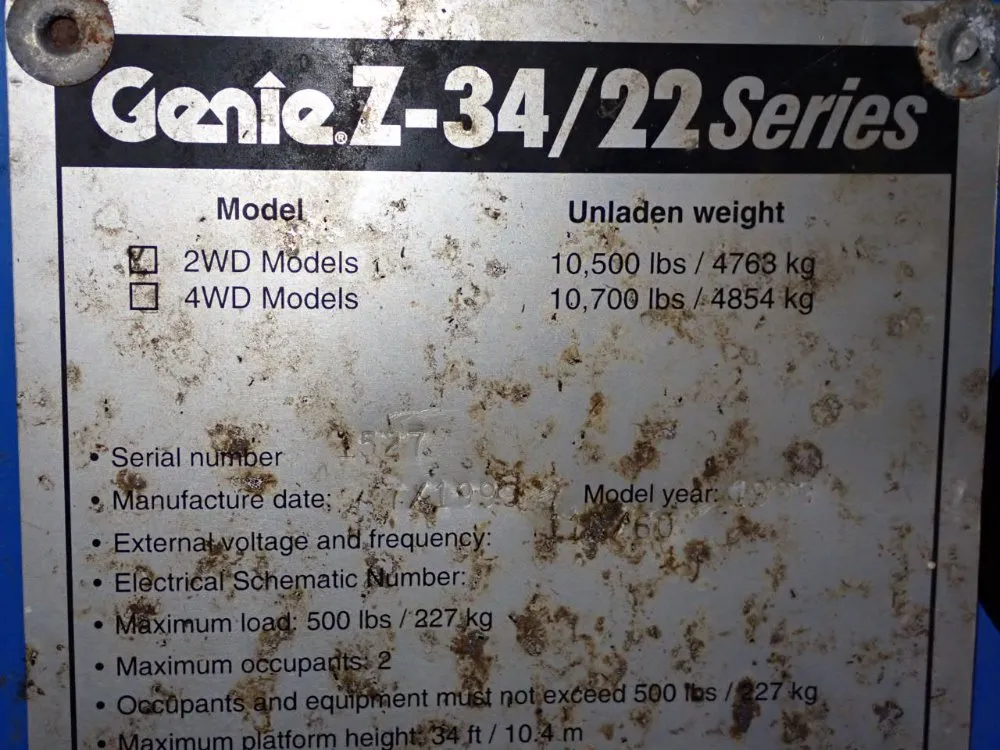 Genie® Z-34/22 Series
Model Unladen weight
2WD Models 10,500 lbs / 4763 kg
4WD Models 10,700 lbs / 4854 kg
• Serial number 1527
• Manufacture date: Model year:
• External voltage and frequency:
• Electrical Schematic Number:
• Maximum load: 500 lbs / 227 kg
• Maximum occupants: 2
• Occupants and equipment must not exceed 500 lbs / 227 kg
• Maximum platform height: 34 ft / 10.4 m